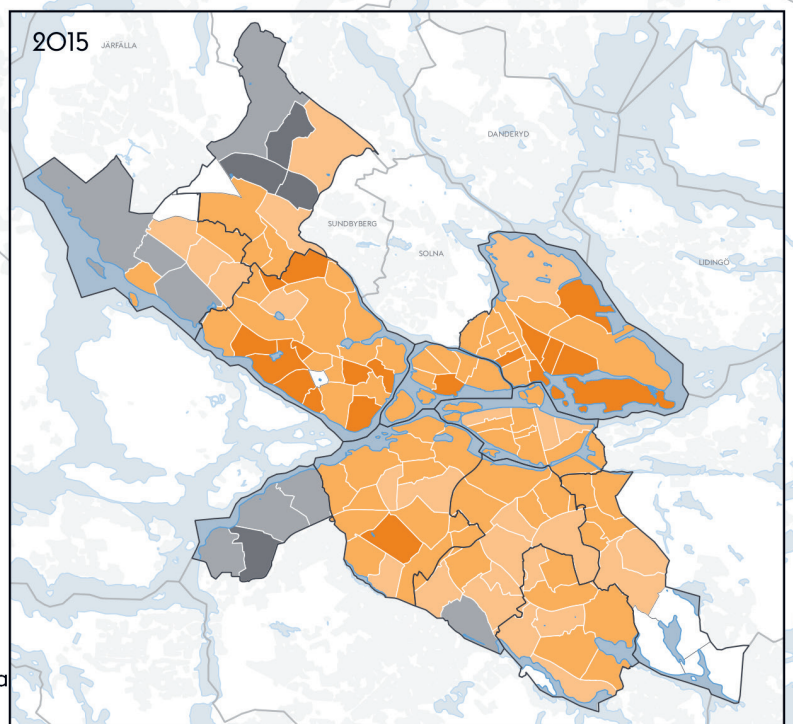 2015
JÄRFÄLLA
DANDERYD
SUNDBYBERG
SOLNA
LIDINGÖ
a